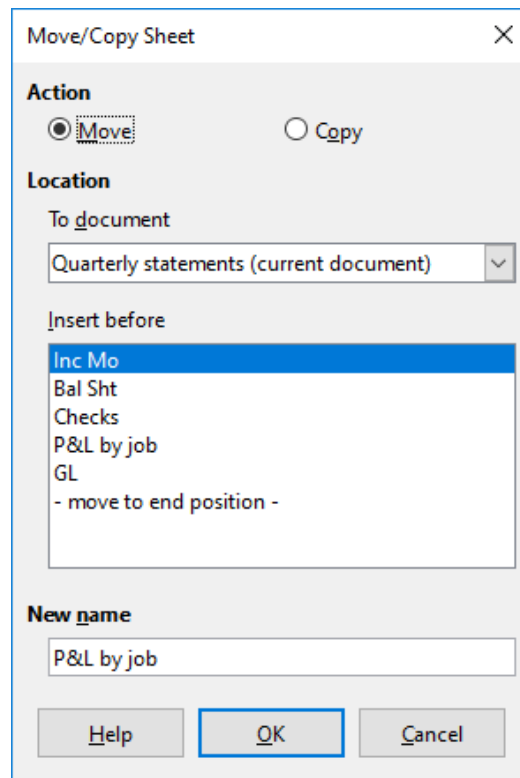 Move/Copy Sheet
Action
Move Copy
Location
To document
Quarterly statements (current document)
Insert before
Inc Mo
Bal Sht
Checks
P&L by job
GL
- move to end position -
New name
P&L by job
Help OK Cancel